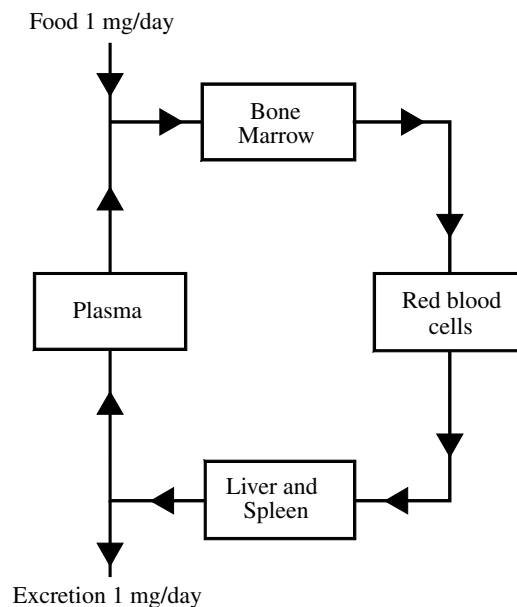 Food 1 mg/day
Bone
Marrow
Plasma
Red blood
cells
Liver and
Spleen
Excretion 1 mg/day